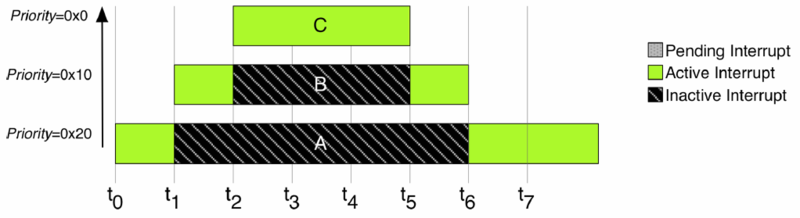 Priority=0x0
C
Pending Interrupt
Active Interrupt
Inactive Interrupt
Priority=0x10
B
Priority=0x20
A
t0 t1 t2 t3 t4 t5 t6 t7